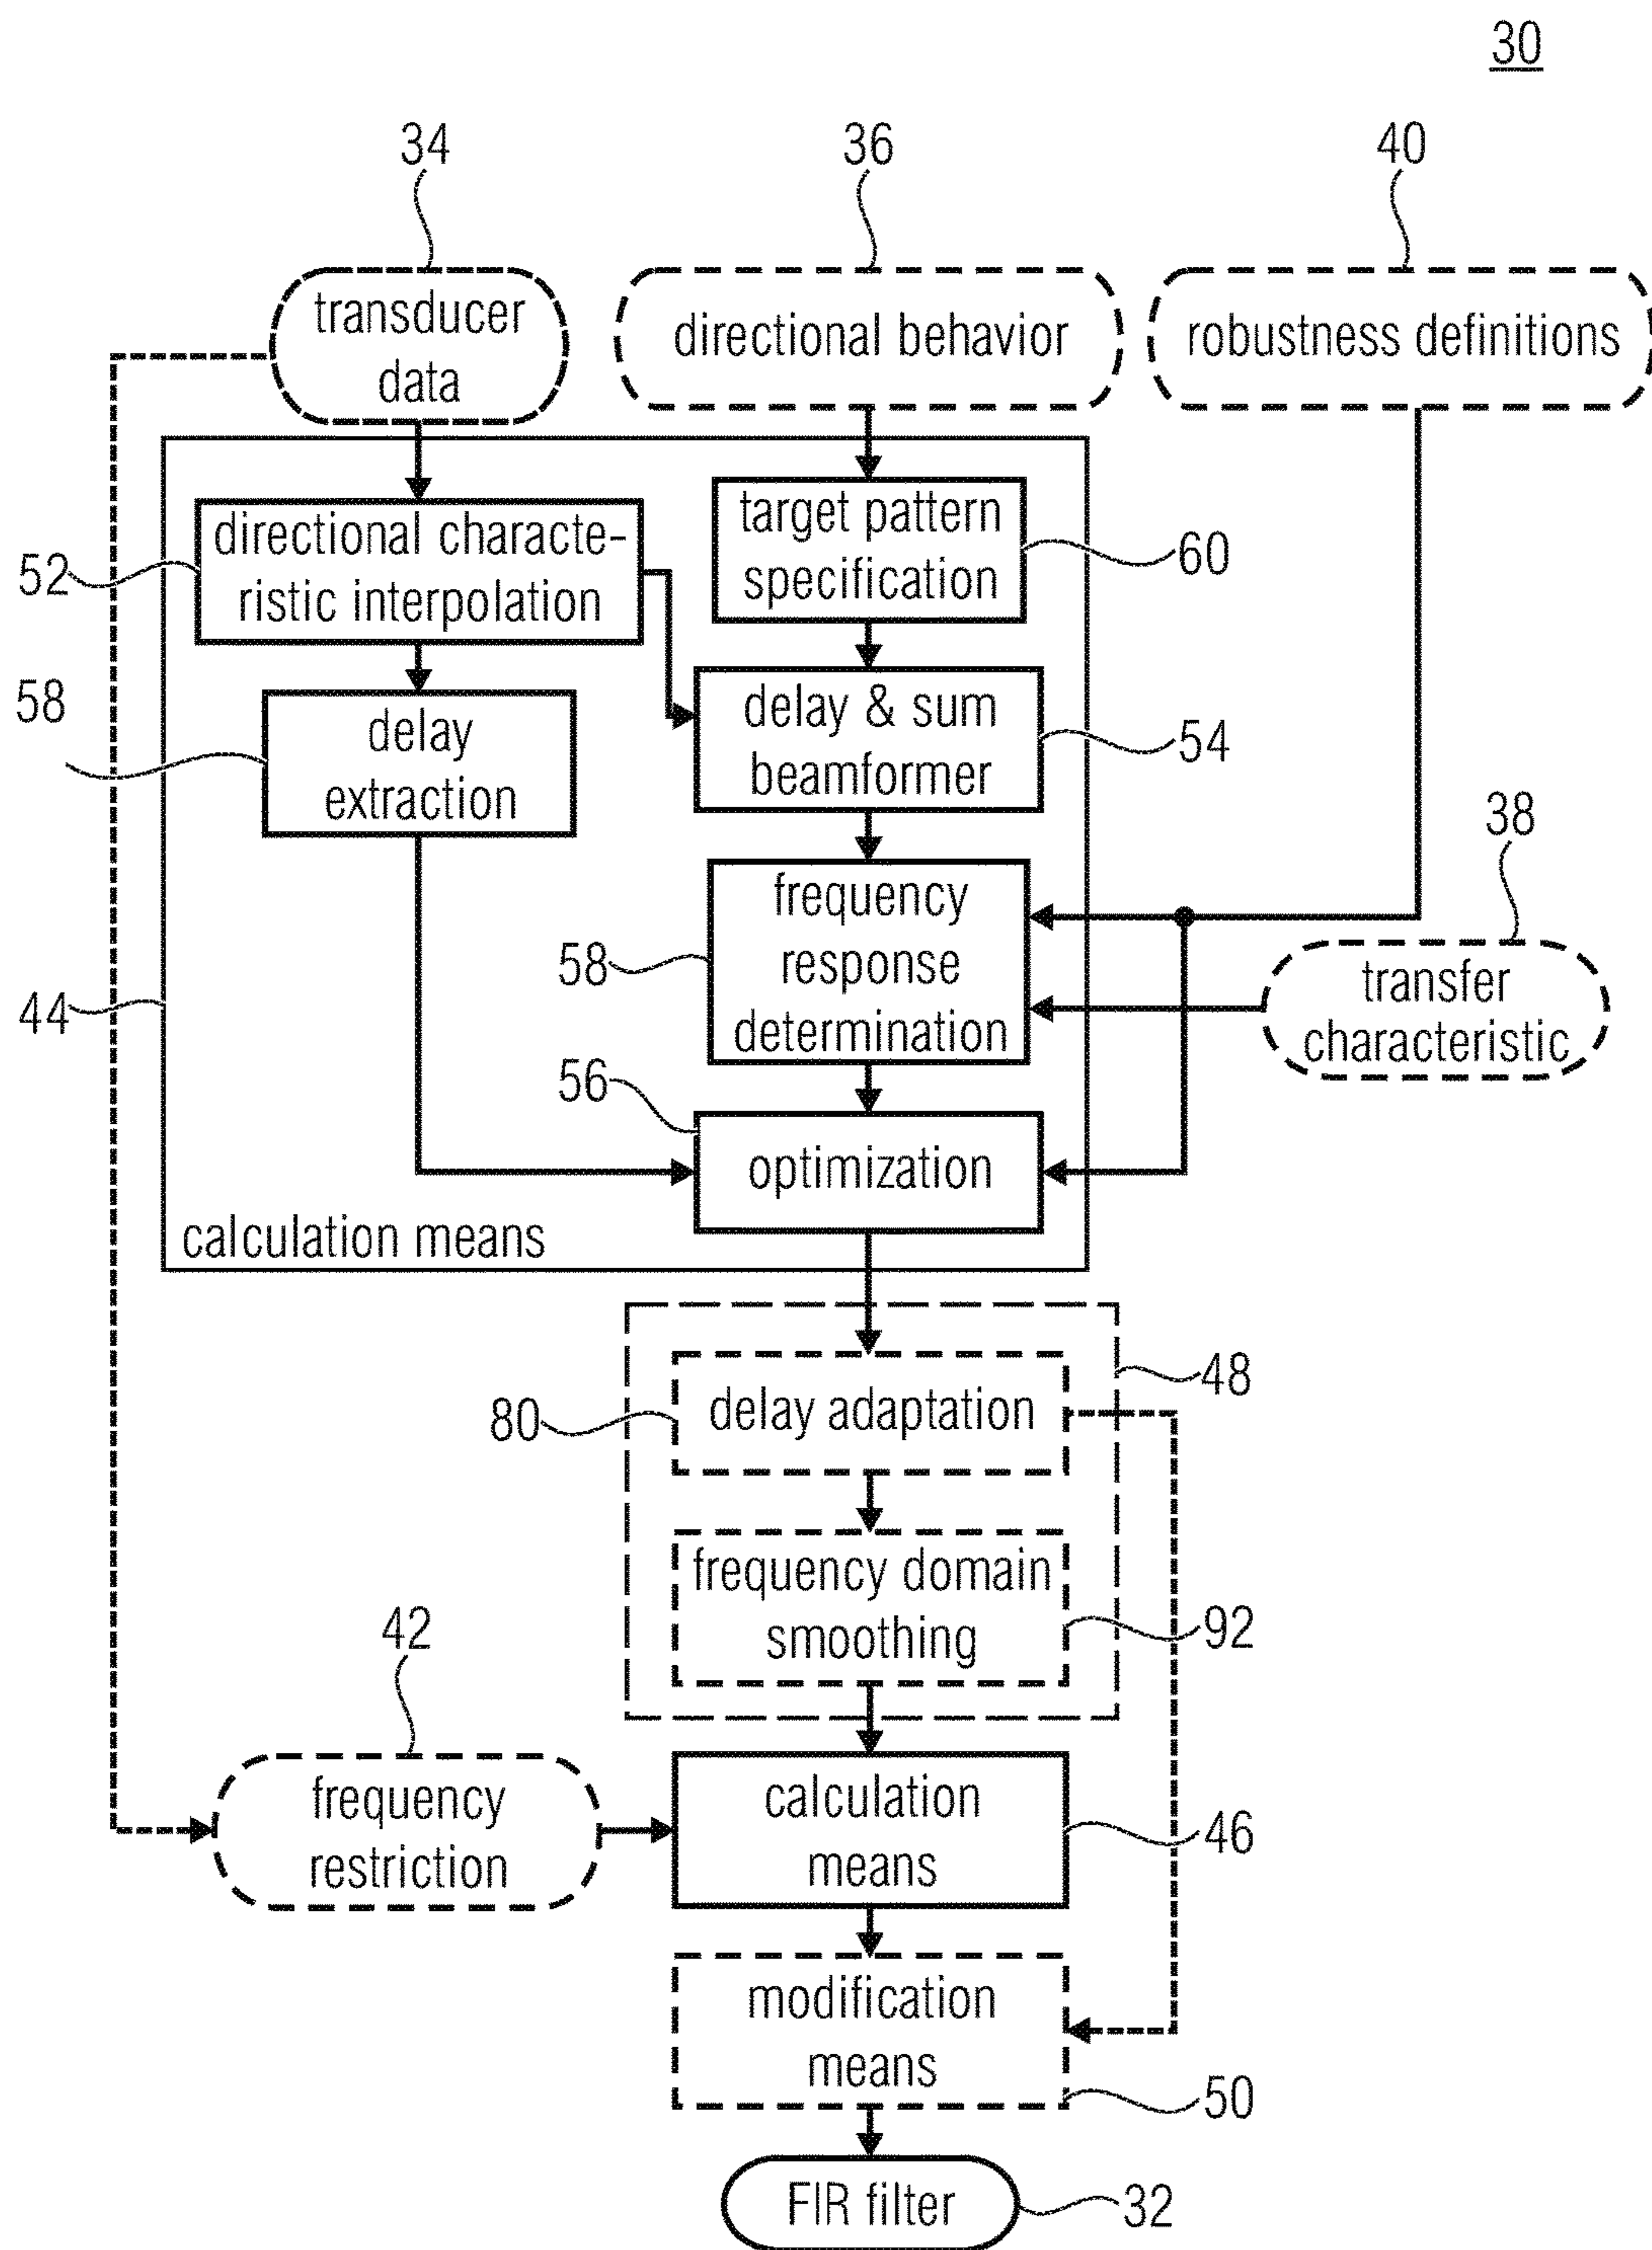 30
34
36
40
transducer
data
directional behavior
robustness definitions
directional characte-
ristic interpolation
52
target pattern
specification
60
58
delay
extraction
delay & sum
beamformer
54
38
frequency
response
determination
58
transfer
characteristic
44
56
optimization
calculation means
48
80
delay adaptation
frequency domain
smoothing
92
42
frequency
restriction
calculation
means
46
modification
means
50
FIR filter
32